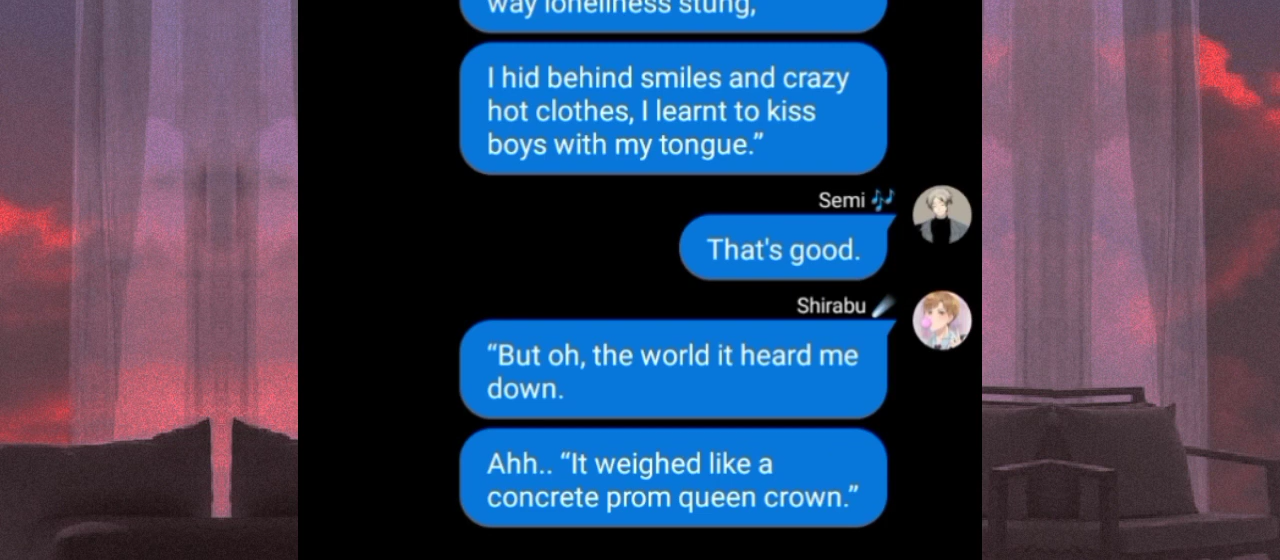 way loneliness stung,
I hid behind smiles and crazy
hot clothes, I learnt to kiss
boys with my tongue.”
Semi 🎶
That's good.
Shirabu ☄️
“But oh, the world it heard me
down.
Ahh.. “It weighed like a
concrete prom queen crown.”